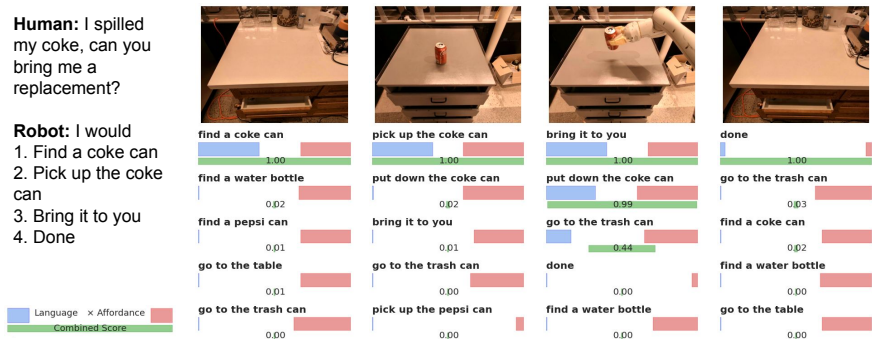 Human: I spilled
my coke, can you
bring me a
replacement?
Robot: I would
1. Find a coke can
2. Pick up the coke
can
3. Bring it to you
4. Done
Language × Affordance
Combined Score
find a coke can
1.00
find a water bottle
0.02
find a pepsi can
0.01
go to the table
0.01
go to the trash can
0.00
pick up the coke can
1.00
put down the coke can
0.02
bring it to you
0.01
go to the trash can
0.00
pick up the pepsi can
0.00
bring it to you
1.00
put down the coke can
0.99
go to the trash can
0.44
done
0.00
find a water bottle
0.00
done
1.00
go to the trash can
0.03
find a coke can
0.02
find a water bottle
0.00
go to the table
0.00